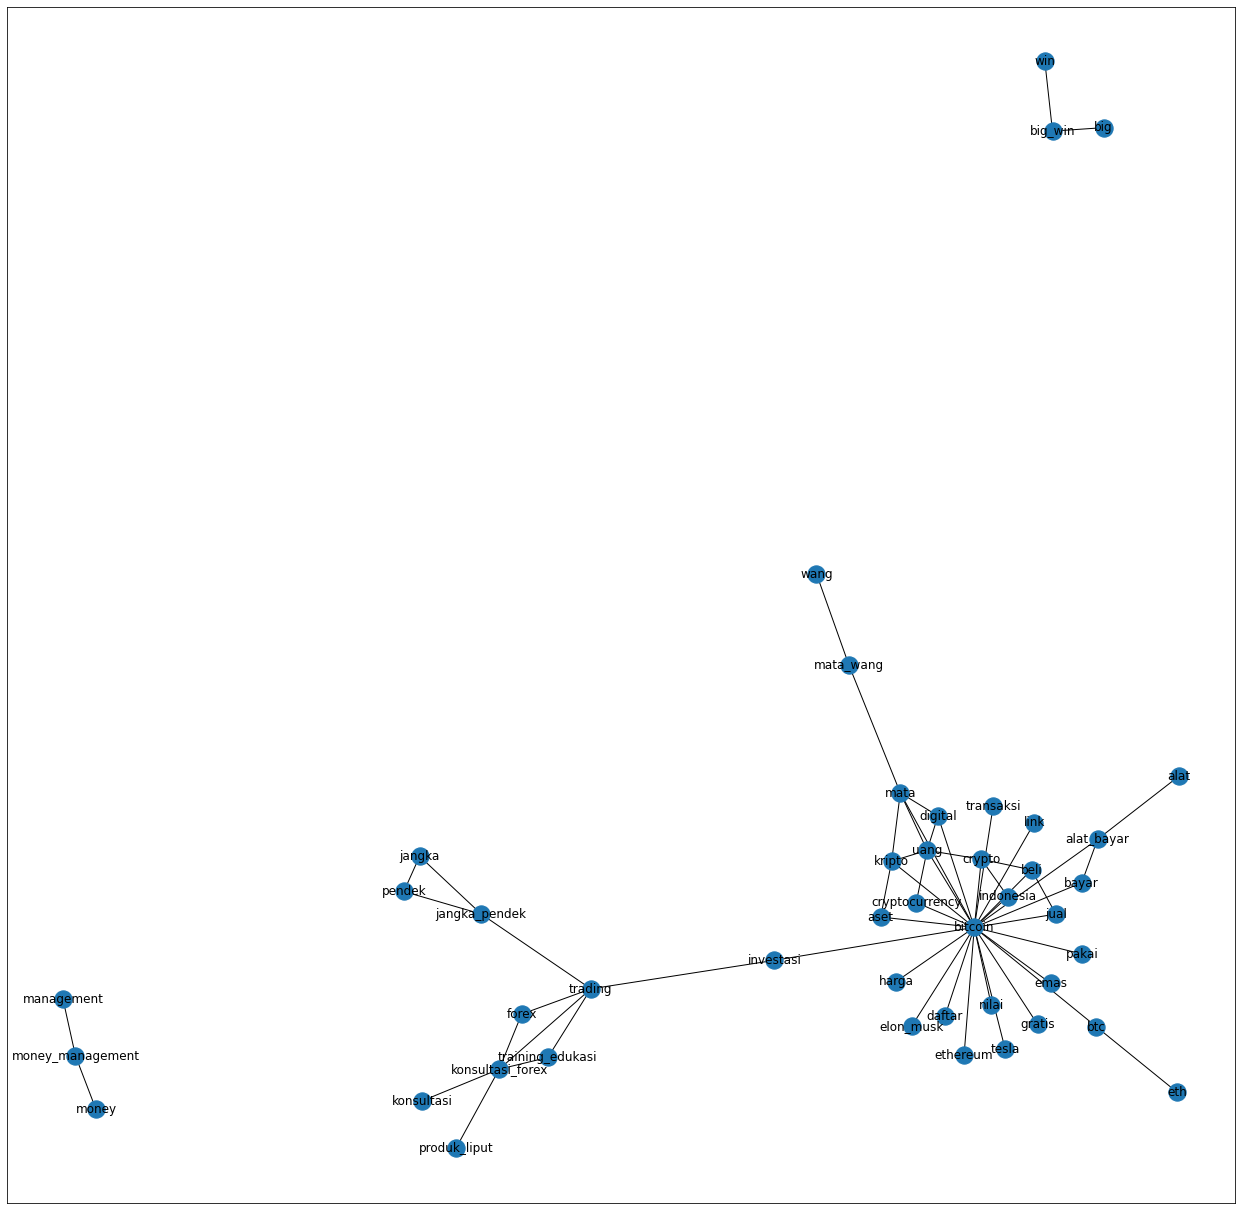 win
big_win
big
wang
mata_wang
alat
mata
digital
transaksi
link
alat_bayar
uang
crypto
kripto
beli
jangka
bayar
pendek
indonesia
cryptocurrency
jangka_pendek
aset
jual
bitcoin
pakai
investasi
harga
emas
trading
management
nilai
forex
daftar
elon_musk
gratis
btc
tesla
ethereum
money_management
training_edukasi
konsultasi_forex
eth
konsultasi
money
produk_liput